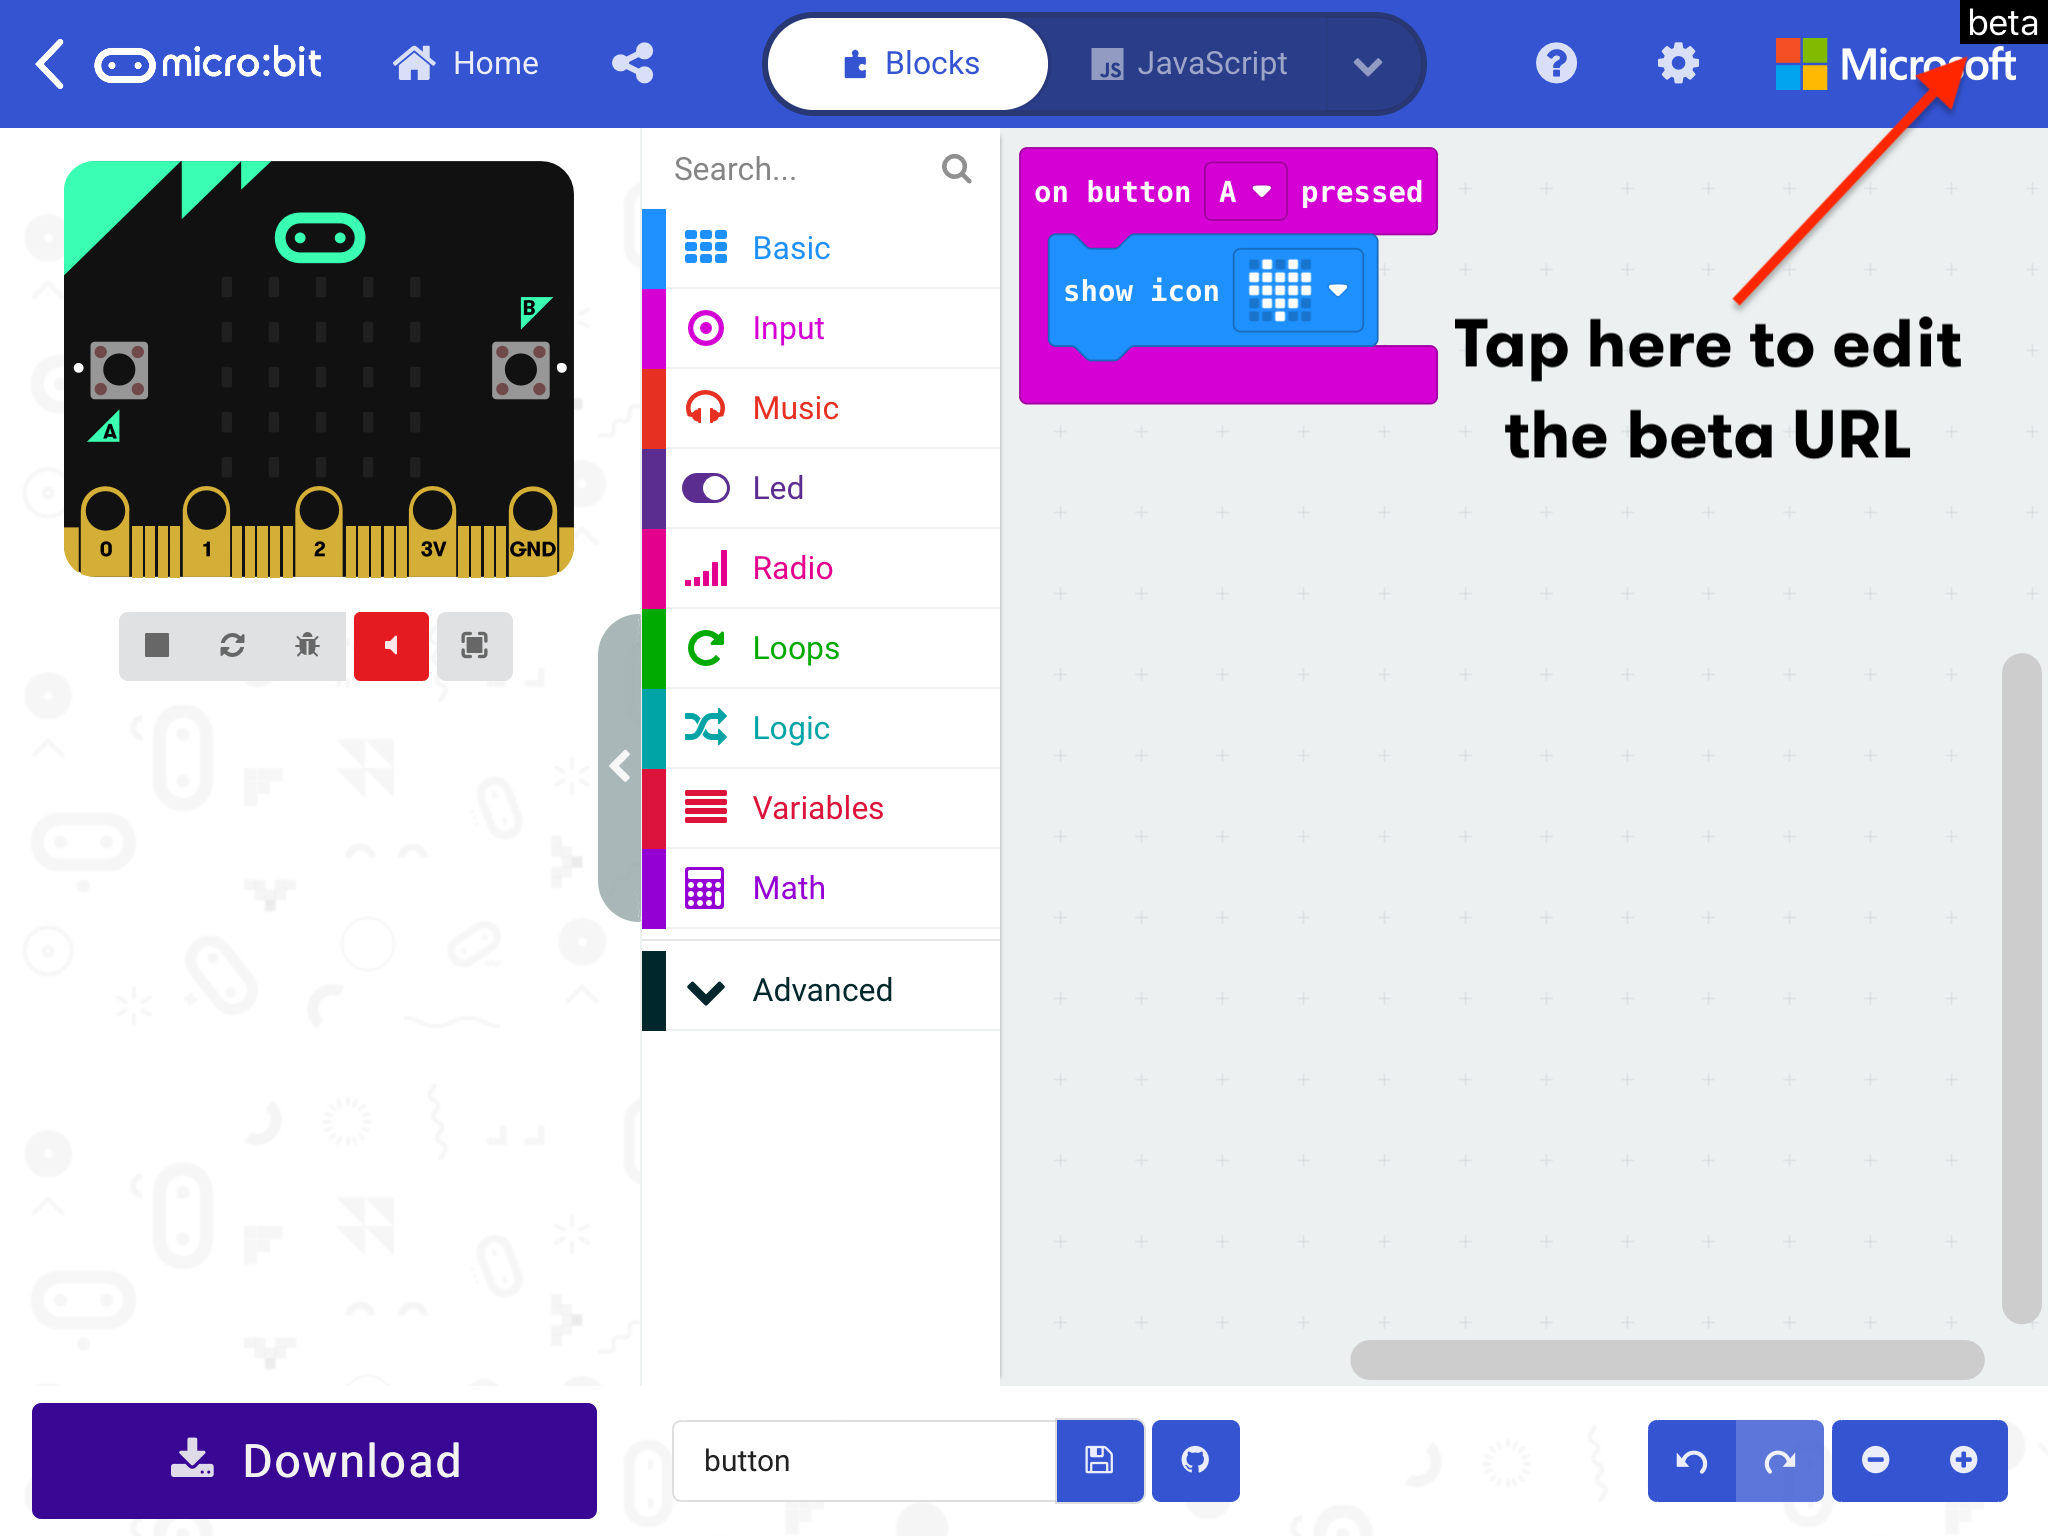 beta
micro:bit
Home
Blocks
JS
JavaScript
?
Microsoft
Search...
Basic
Input
Music
Led
Radio
Loops
Logic
Variables
Math
Advanced
B
A
0
1
2
3V
GND
on button A pressed
show icon
Tap here to edit
the beta URL
Download
button